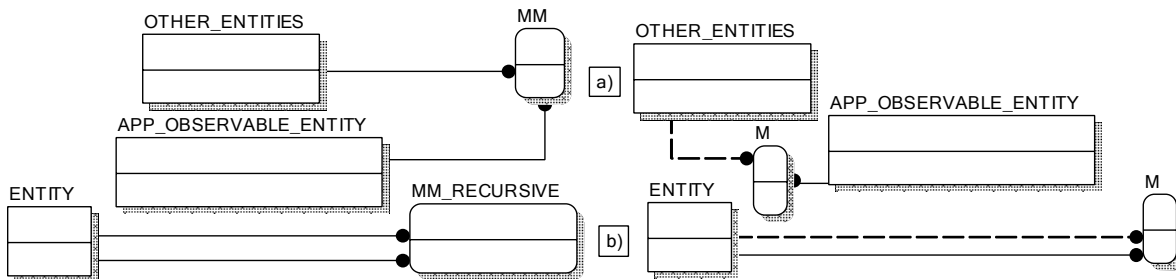 OTHER_ENTITIES
MM
APP_OBSERVABLE_ENTITY
a)
OTHER_ENTITIES
M
APP_OBSERVABLE_ENTITY
ENTITY
MM_RECURSIVE
b)
ENTITY
M